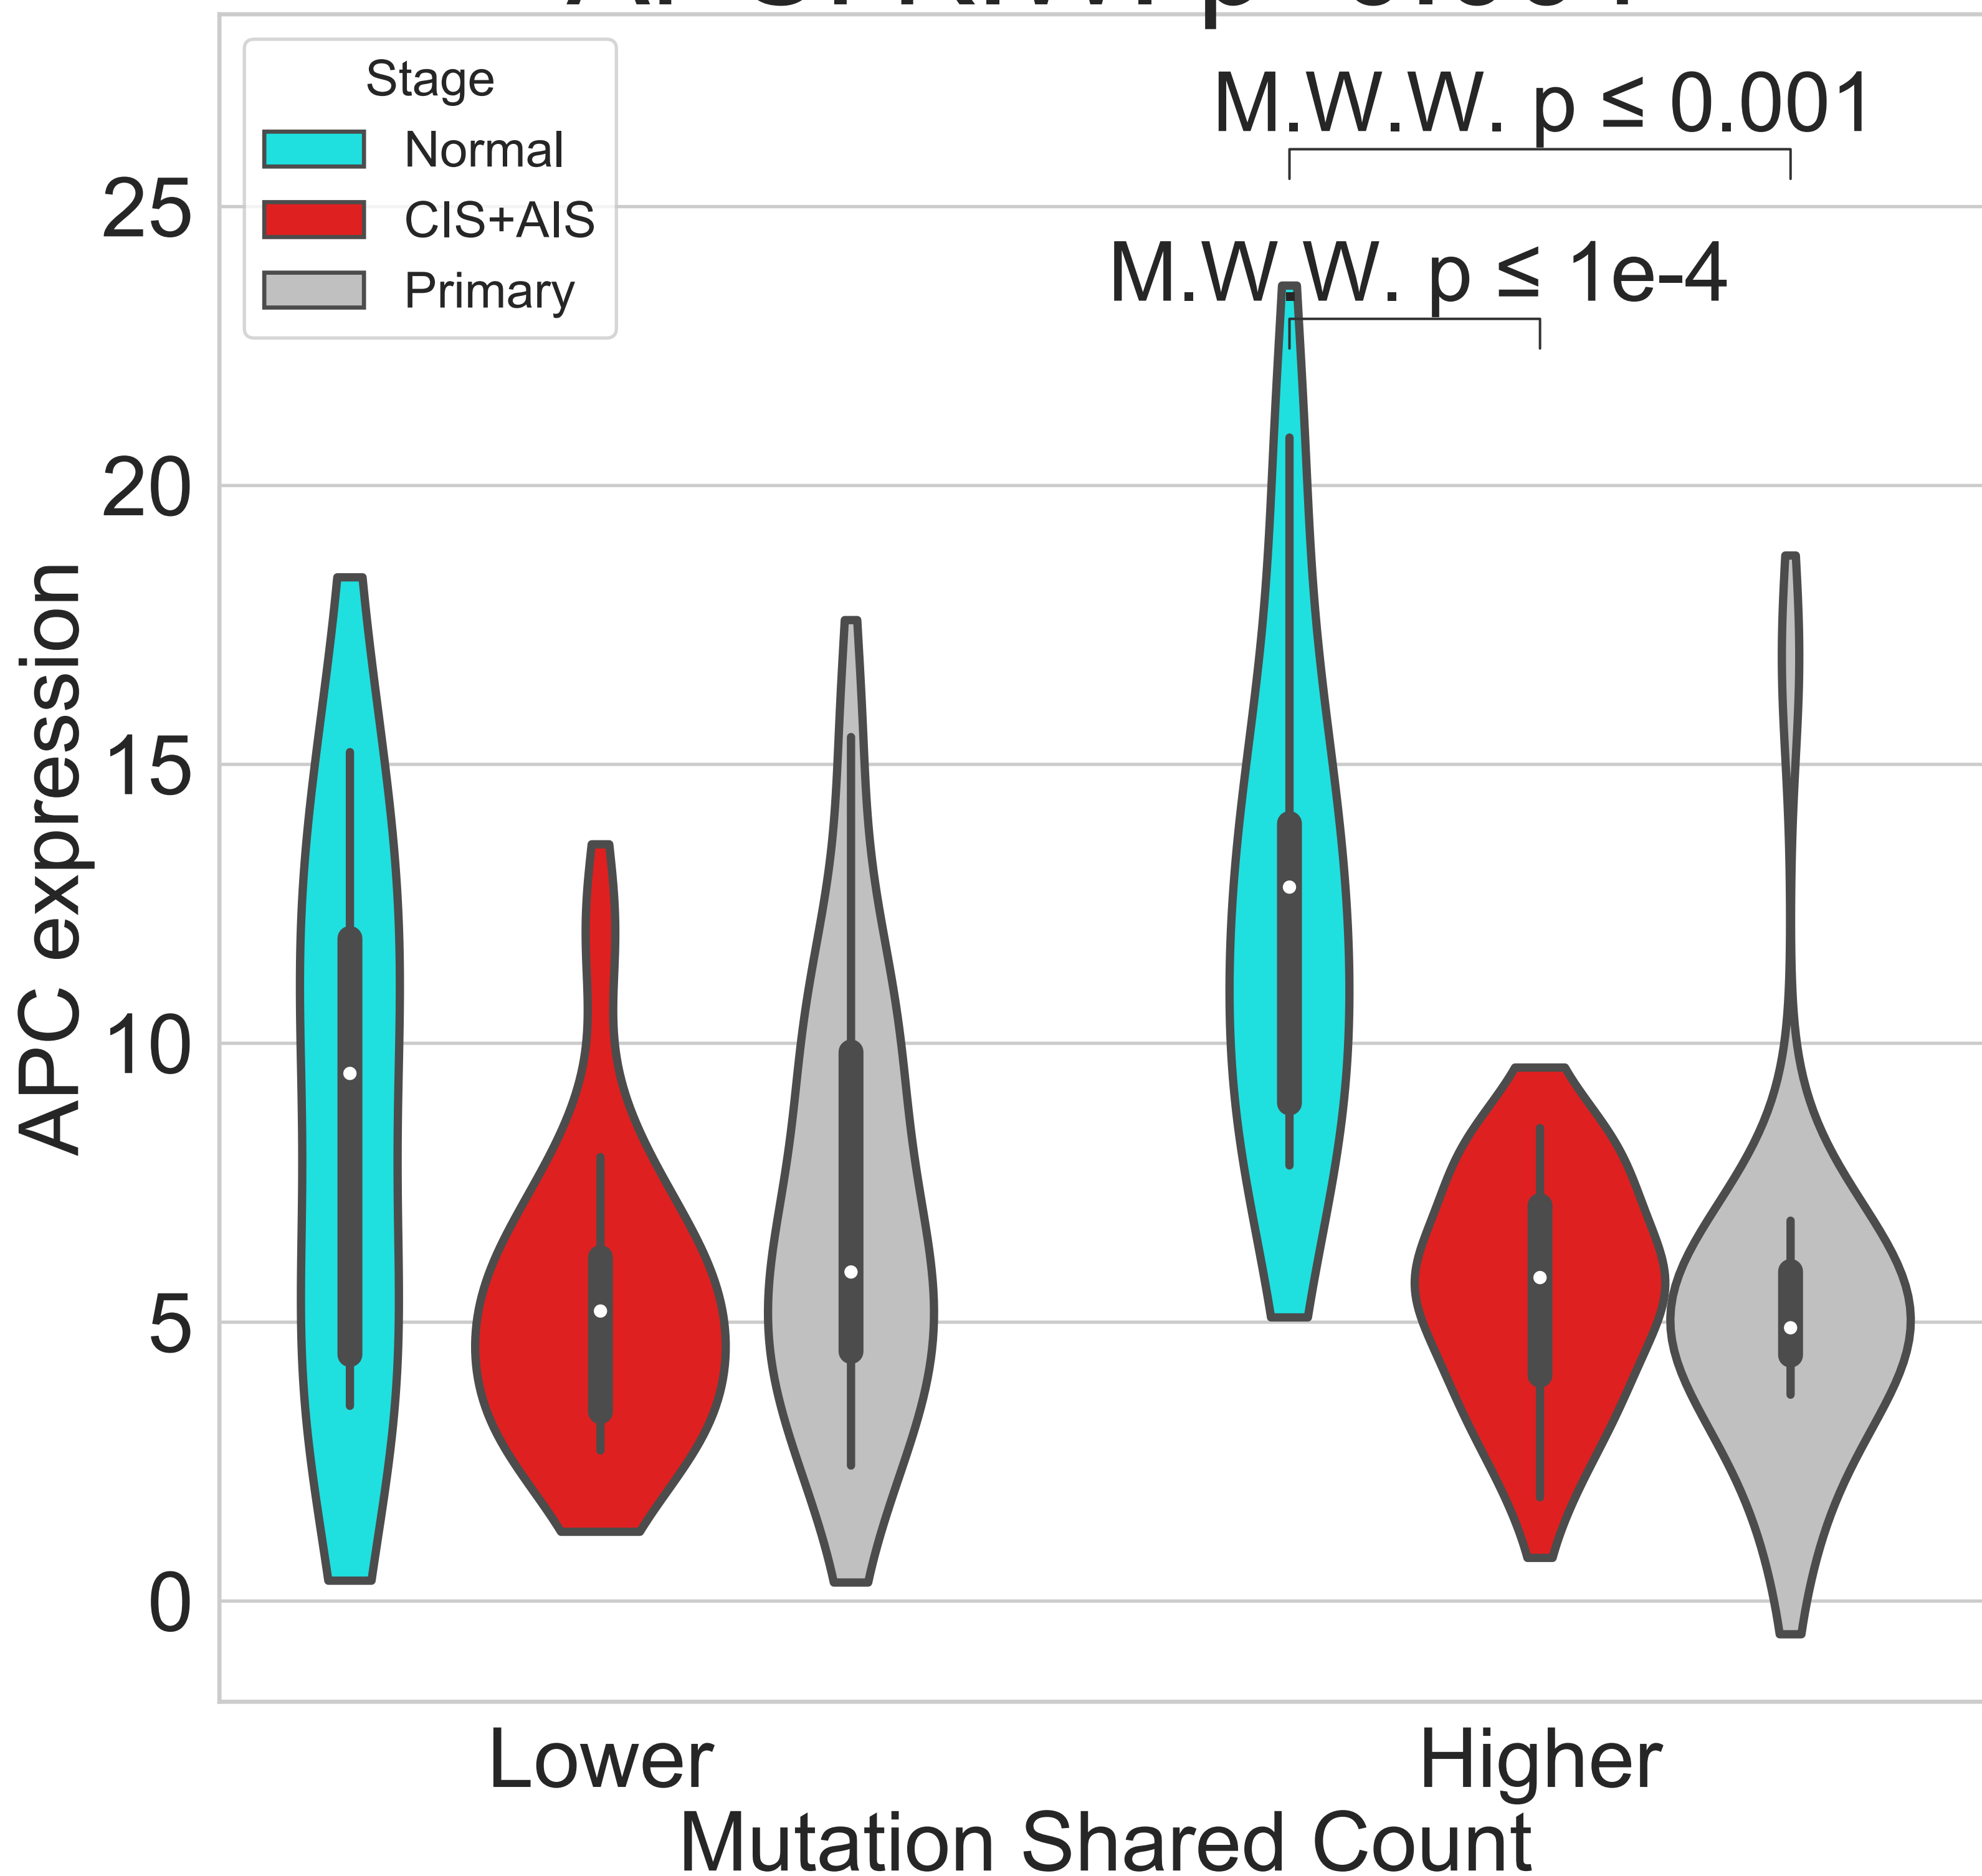 Stage
Normal
CIS+AIS
Primary
M.W.W. p ≤ 0.001
M.W.W. p ≤ 1e-4
25
20
15
10
5
0
APC expression
Lower
Higher
Mutation Shared Count